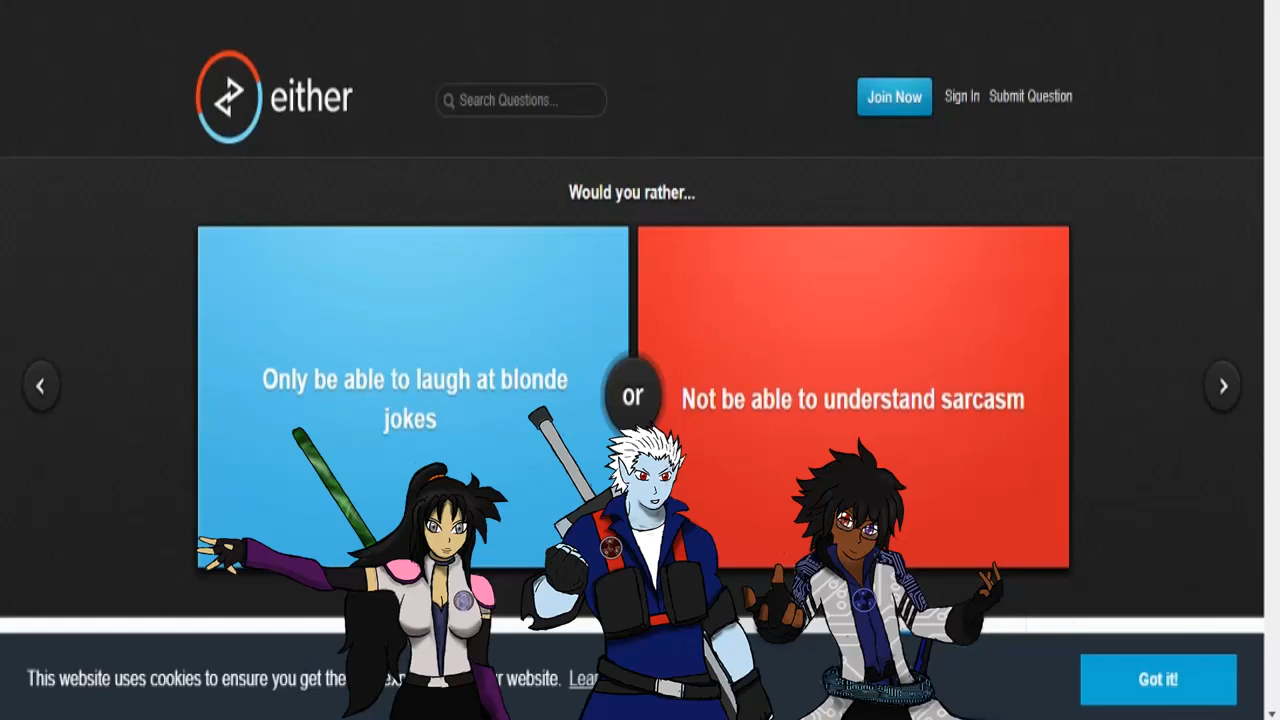 either
Search Questions...
Join Now
Sign In
Submit Question
Would you rather...
Only be able to laugh at blonde
jokes
or
Not be able to understand sarcasm
This website uses cookies to ensure you get the
r website.
Got it!